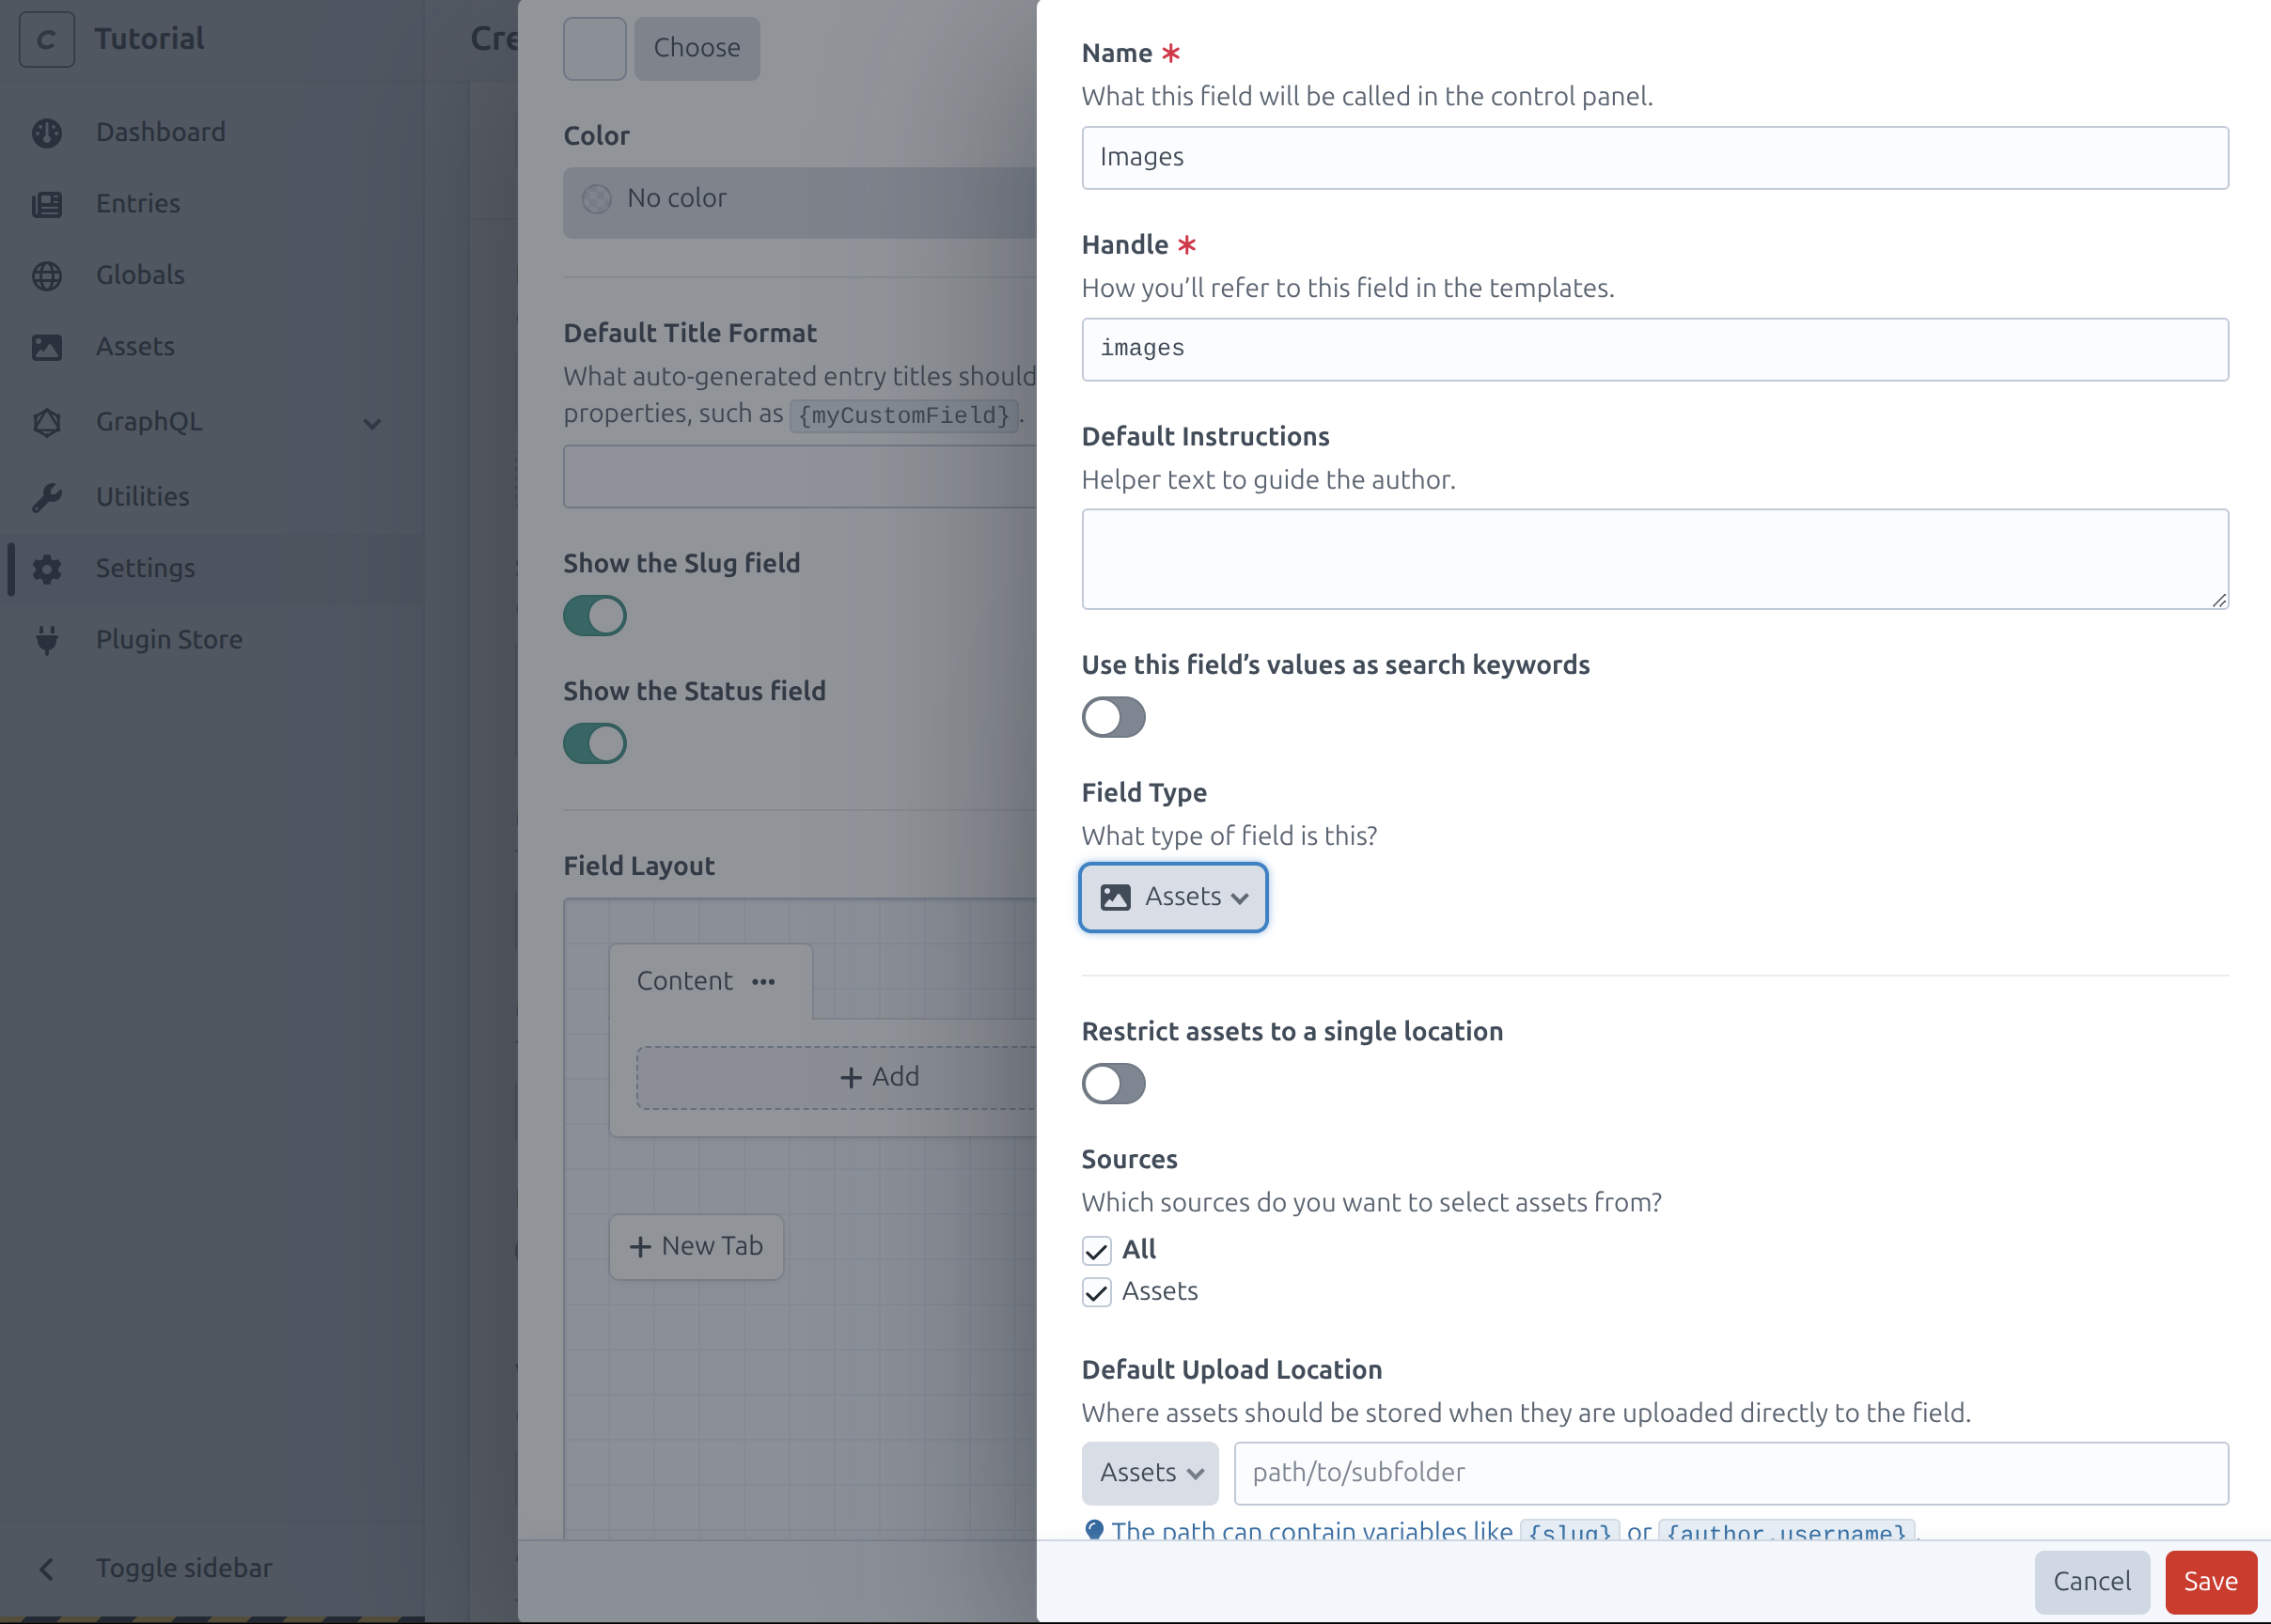 C
Tutorial
Dashboard
Entries
Globals
Assets
GraphQL
Utilities
Settings
Plugin Store
Toggle sidebar
Cre
Choose
Color
No color
Default Title Format
What auto-generated entry titles should
properties, such as {myCustomField}.
Show the Slug field
Show the Status field
Field Layout
Content
Add
New Tab
Name *
What this field will be called in the control panel.
Images
Handle *
How you’ll refer to this field in the templates.
images
Default Instructions
Helper text to guide the author.
Use this field’s values as search keywords
Field Type
What type of field is this?
Assets
Restrict assets to a single location
Sources
Which sources do you want to select assets from?
All
Assets
Default Upload Location
Where assets should be stored when they are uploaded directly to the field.
Assets path/to/subfolder
The path can contain variables like {slug} or {author.username}.
Cancel Save